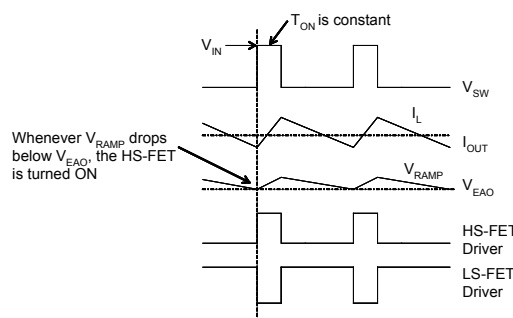 T_ON is constant
V_IN
V_SW
I_L
I_OUT
Whenever V_RAMP drops
below V_EAO, the HS-FET
is turned ON
V_RAMP
V_EAO
HS-FET
Driver
LS-FET
Driver